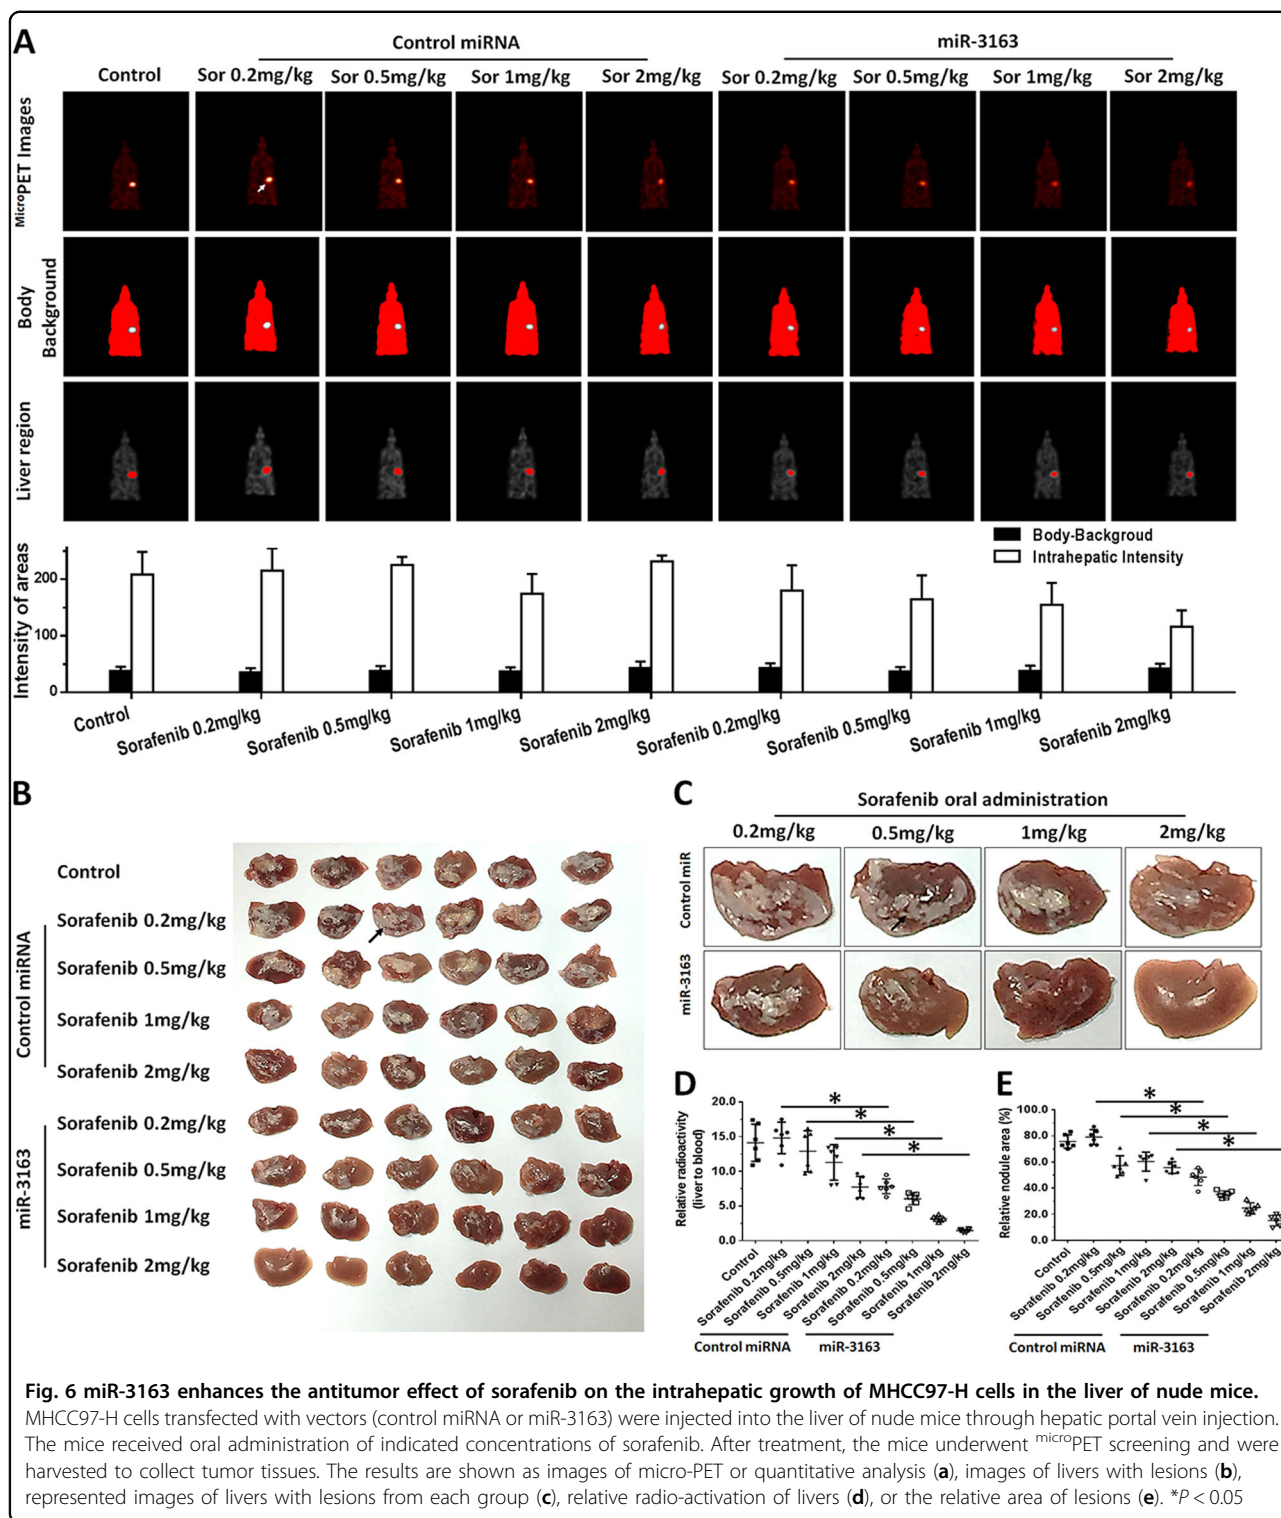 A
Control miRNA
miR-3163
Control
Sor 0.2mg/kg
Sor 0.5mg/kg
Sor 1mg/kg
Sor 2mg/kg
Sor 0.2mg/kg
Sor 0.5mg/kg
Sor 1mg/kg
Sor 2mg/kg
MicroPET Images
Body
Background
Liver region
Intensity of areas
200
100
0
Body-Backgroud
Intrahepatic Intensity
Control
Sorafenib 0.2mg/kg
Sorafenib 0.5mg/kg
Sorafenib 1mg/kg
Sorafenib 2mg/kg
Sorafenib 0.2mg/kg
Sorafenib 0.5mg/kg
Sorafenib 1mg/kg
Sorafenib 2mg/kg
B
Control
Control miRNA
Sorafenib 0.2mg/kg
Sorafenib 0.5mg/kg
Sorafenib 1mg/kg
Sorafenib 2mg/kg
miR-3163
Sorafenib 0.2mg/kg
Sorafenib 0.5mg/kg
Sorafenib 1mg/kg
Sorafenib 2mg/kg
C
Sorafenib oral administration
0.2mg/kg
0.5mg/kg
1mg/kg
2mg/kg
Control miR
miR-3163
D
Relative radioactivity
(liver to blood)
20.0
15.0
10.0
5.0
0.0
*
*
*
*
Control
Sorafenib 0.2mg/kg
Sorafenib 0.5mg/kg
Sorafenib 1mg/kg
Sorafenib 2mg/kg
Sorafenib 0.2mg/kg
Sorafenib 0.5mg/kg
Sorafenib 1mg/kg
Sorafenib 2mg/kg
Control miRNA
miR-3163
E
Relative nodule area (%)
100.0
80.0
60.0
40.0
20.0
0.0
*
*
*
*
Control
Sorafenib 0.2mg/kg
Sorafenib 0.5mg/kg
Sorafenib 1mg/kg
Sorafenib 2mg/kg
Sorafenib 0.2mg/kg
Sorafenib 0.5mg/kg
Sorafenib 1mg/kg
Sorafenib 2mg/kg
Control miRNA
miR-3163
Fig. 6 miR-3163 enhances the antitumor effect of sorafenib on the intrahepatic growth of MHCC97-H cells in the liver of nude mice.
MHCC97-H cells transfected with vectors (control miRNA or miR-3163) were injected into the liver of nude mice through hepatic portal vein injection.
The mice received oral administration of indicated concentrations of sorafenib. After treatment, the mice underwent microPET screening and were
harvested to collect tumor tissues. The results are shown as images of micro-PET or quantitative analysis (a), images of livers with lesions (b),
represented images of livers with lesions from each group (c), relative radio-activation of livers (d), or the relative area of lesions (e). *P < 0.05